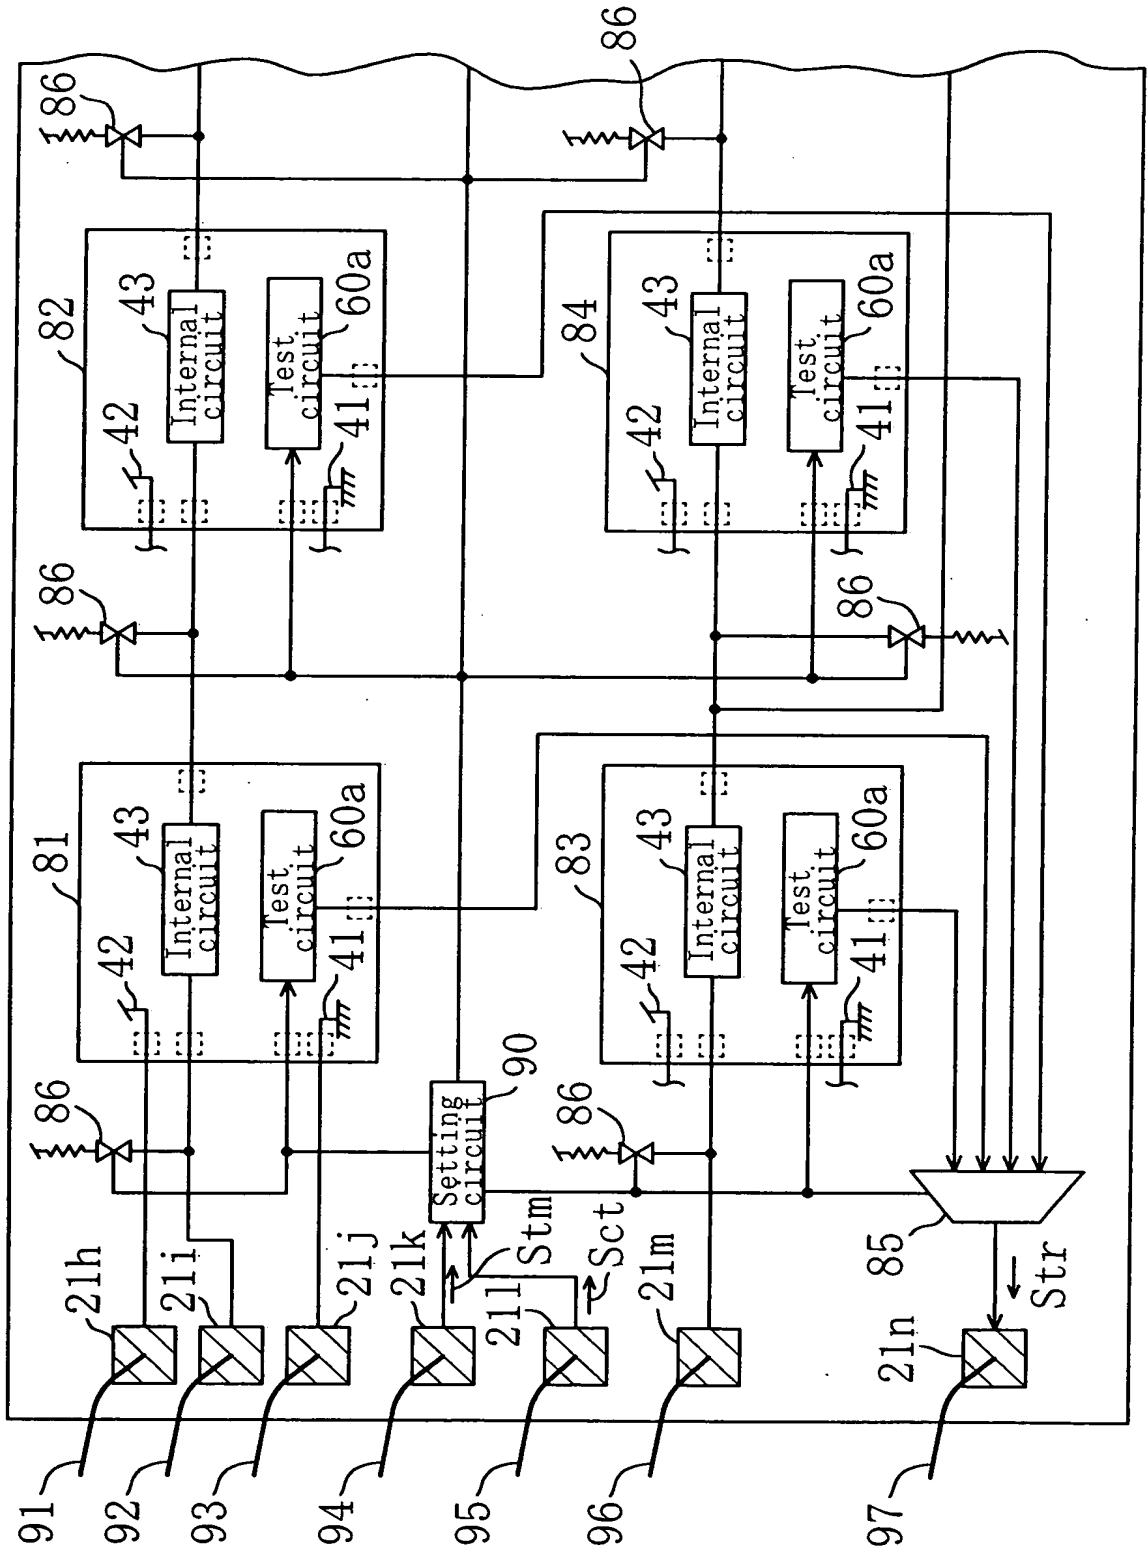 86
86
82
43
Internal
circuit
42
Test
circuit
60a
41
84
43
Internal
circuit
42
Test
circuit
60a
41
86
86
81
43
Internal
circuit
42
Test
circuit
60a
41
83
43
Internal
circuit
42
Test
circuit
60a
41
86
Setting
circuit
90
86
85
21h
21i
21j
21k
Stm
21l
Sct
21m
Str
21n
91
92
93
94
95
96
97